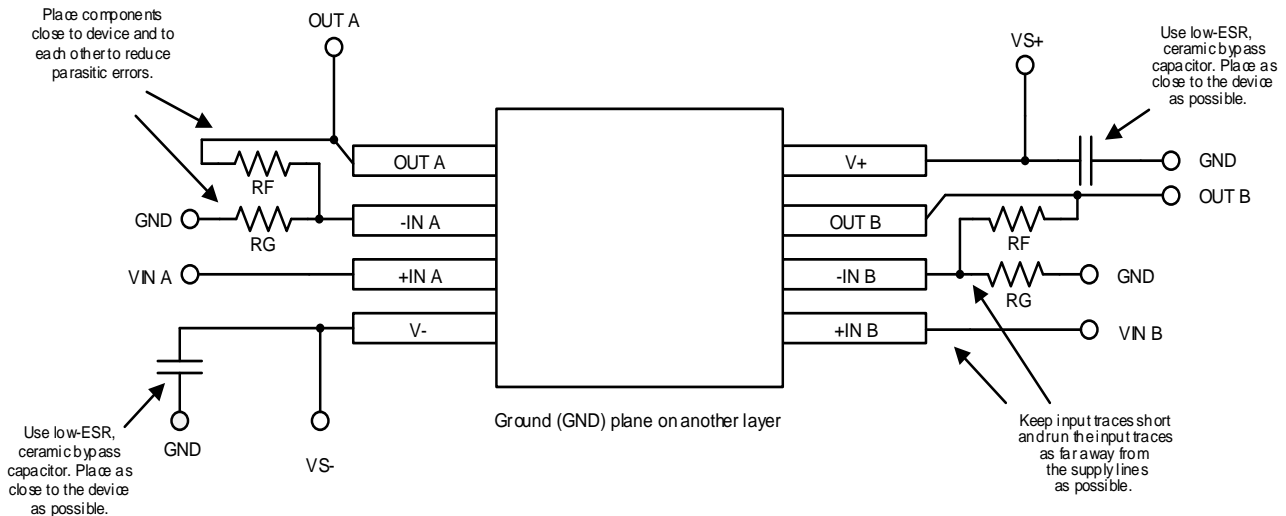 Place components
close to device and to
each other to reduce
parasitic errors.
OUT A
VS+
Use low-ESR,
ceramic bypass
capacitor. Place as
close to the device
as possible.
OUT A
V+
GND
RF
OUT B
GND
-IN A
OUT B
RG
RF
VIN A
+IN A
-IN B
GND
RG
V-
+IN B
VIN B
Ground (GND) plane on another layer
Use low-ESR,
ceramic bypass
capacitor. Place as
close to the device
as possible.
GND
VS-
Keep input traces short
and run the input traces
as far away from
the supply lines
as possible.